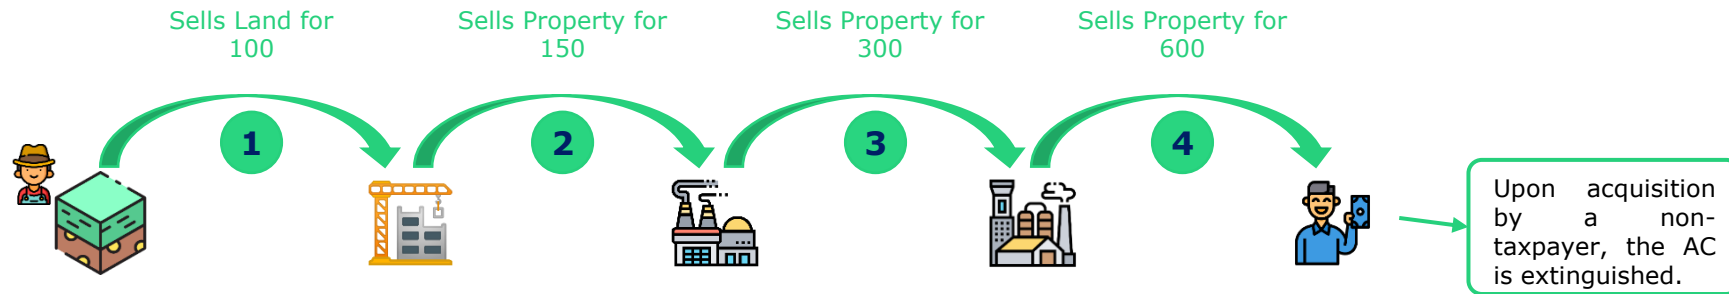 Sells Land for
100
Sells Property for
150
Sells Property for
300
Sells Property for
600
1
2
3
4
Upon acquisition
by a non-
taxpayer, the AC
is extinguished.